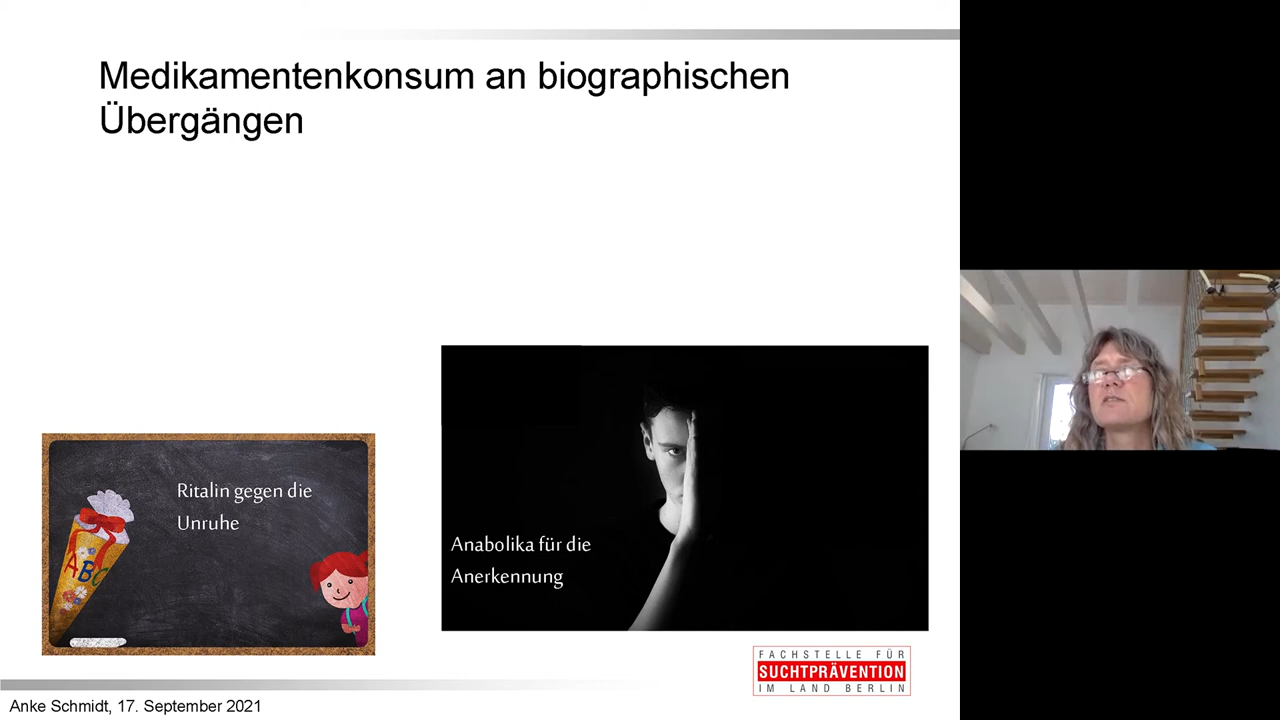 Medikamentenkonsum an biographischen
Übergängen
Ritalin gegen die
Unruhe
ABC
Anabolika für die
Anerkennung
FACHSTELLE FÜR
SUCHTPRÄVENTION
IM LAND BERLIN
Anke Schmidt, 17. September 2021